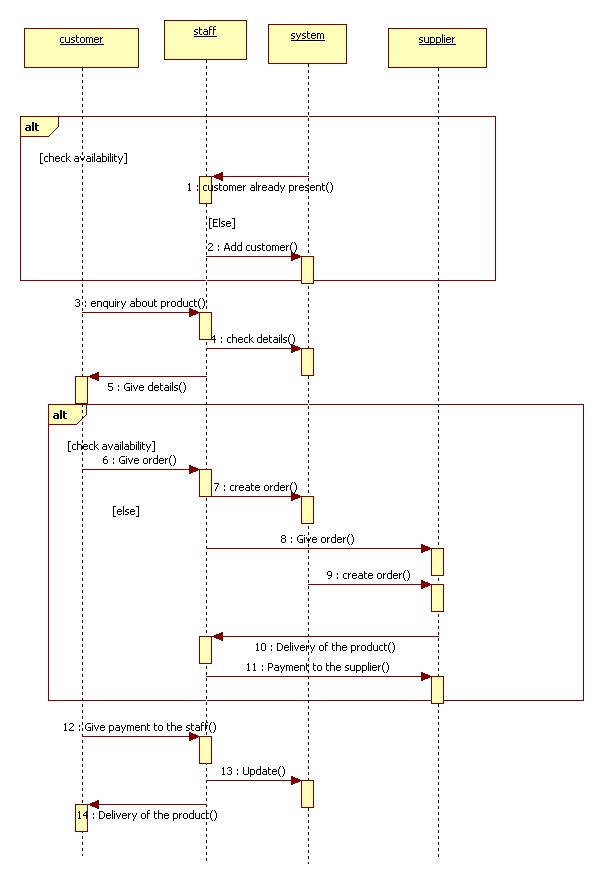 customer
staff
system
supplier
alt
[check availability]
1 : customer already present()
[Else]
2 : Add customer()
3 : enquiry about product()
4 : check details()
5 : Give details()
alt
[check availability]
6 : Give order()
7 : create order()
[else]
8 : Give order()
9 : create order()
10 : Delivery of the product()
11 : Payment to the supplier()
12 : Give payment to the staff()
13 : Update()
14 : Delivery of the product()